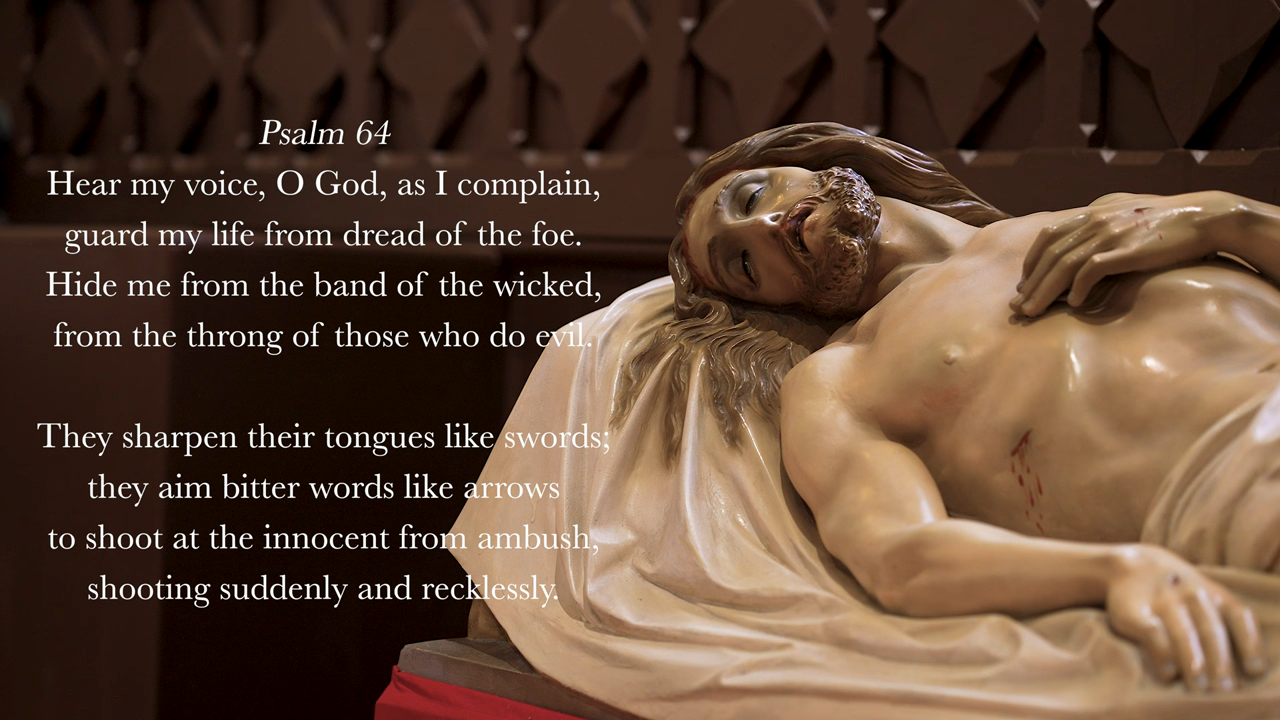 Psalm 64
Hear my voice, O God, as I complain,
guard my life from dread of the foe.
Hide me from the band of the wicked,
from the throng of those who do evil.
They sharpen their tongues like swords;
they aim bitter words like arrows
to shoot at the innocent from ambush,
shooting suddenly and recklessly.